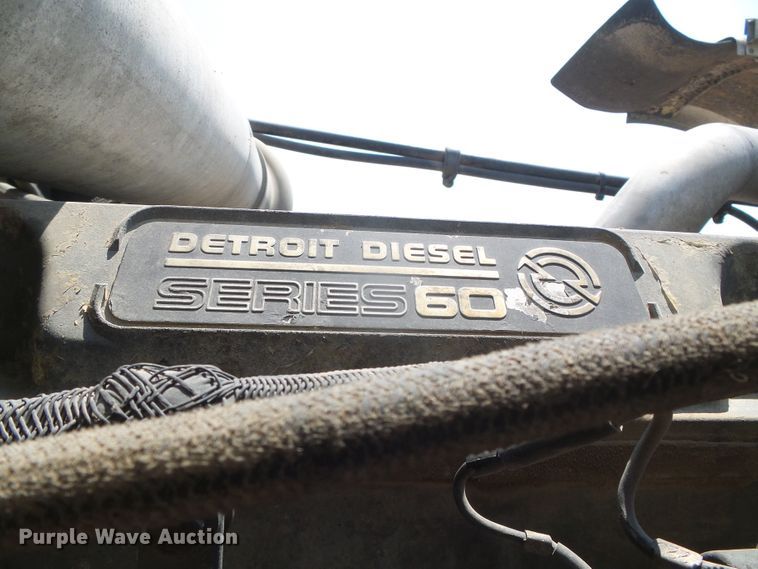 DETROIT DIESEL
SERIES 60
Purple Wave Auction